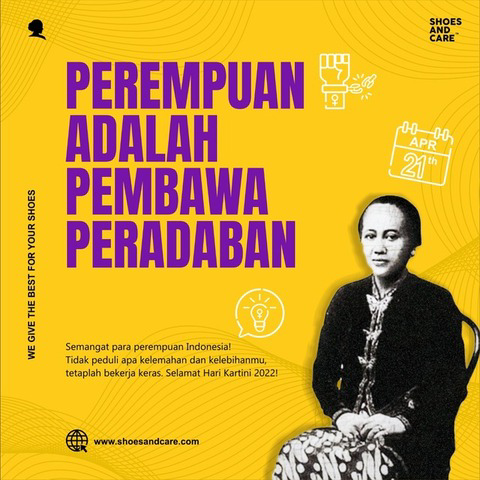 SHOES
AND
CARE™
PEREMPUAN
ADALAH
PEMBAWA
PERADABAN
APR
21th
WE GIVE THE BEST FOR YOUR SHOES
Semangat para perempuan Indonesia!
Tidak peduli apa kelemahan dan kelebihanmu,
tetaplah bekerja keras. Selamat Hari Kartini 2022!
www.shoesandcare.com